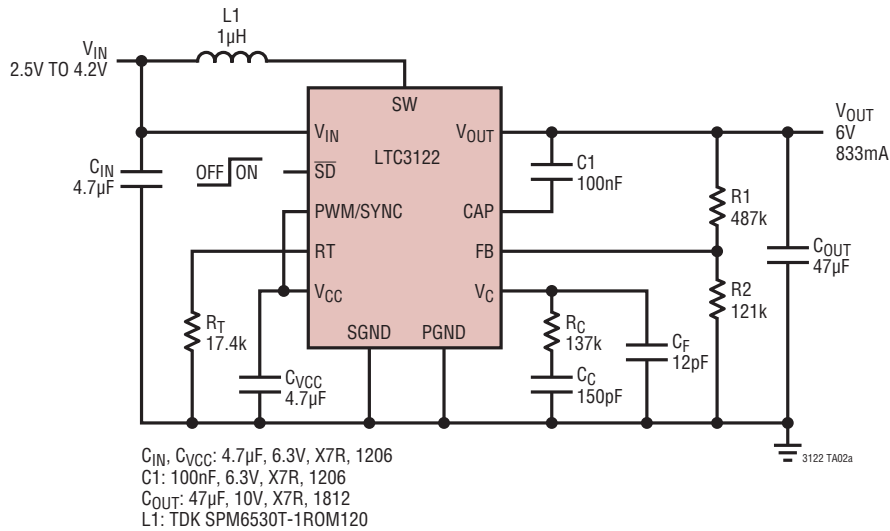 L1
1µH
VIN
2.5V TO 4.2V
SW
VIN
VOUT
LTC3122
VOUT
6V
833mA
CIN
4.7µF
OFF ON
SD
C1
100nF
PWM/SYNC
CAP
R1
487k
RT
FB
COUT
47µF
VCC
VC
R2
121k
RT
17.4k
SGND
PGND
RC
137k
CF
12pF
CVCC
4.7µF
CC
150pF
3122 TA02a
CIN, CVCC: 4.7µF, 6.3V, X7R, 1206
C1: 100nF, 6.3V, X7R, 1206
COUT: 47µF, 10V, X7R, 1812
L1: TDK SPM6530T-1ROM120